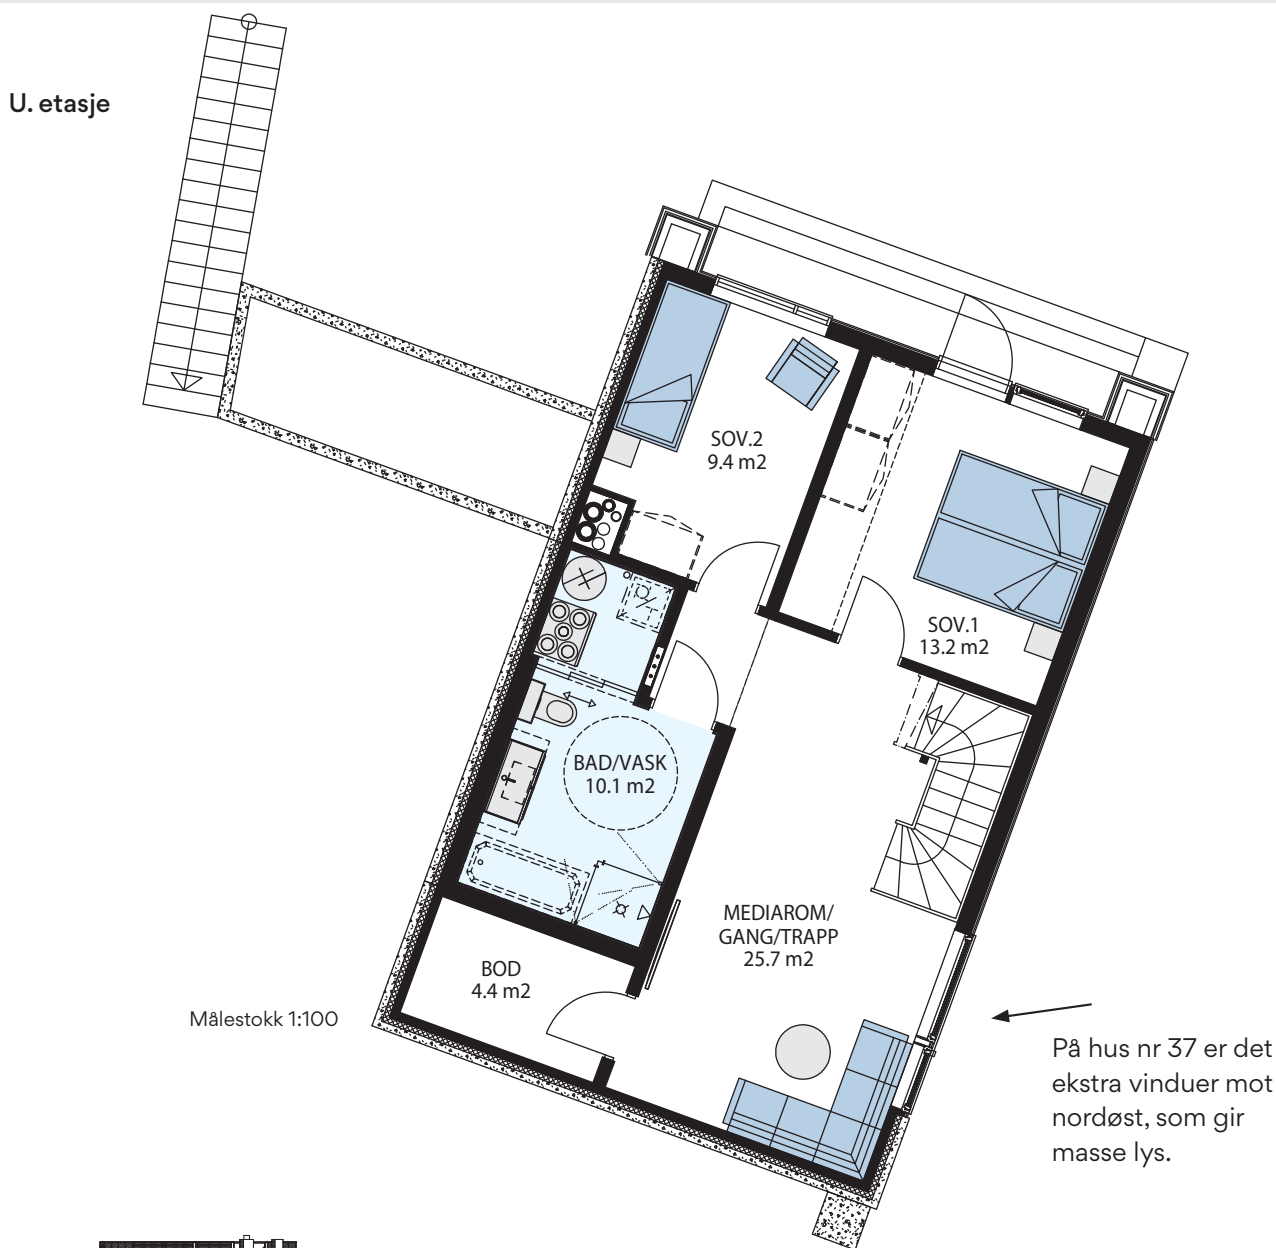 U. etasje
SOV.2
9.4 m2
SOV.1
13.2 m2
BAD/VASK
10.1 m2
MEDIAROM/
GANG/TRAPP
25.7 m2
BOD
4.4 m2
Målestokk 1:100
På hus nr 37 er det
ekstra vinduer mot
nordøst, som gir
masse lys.